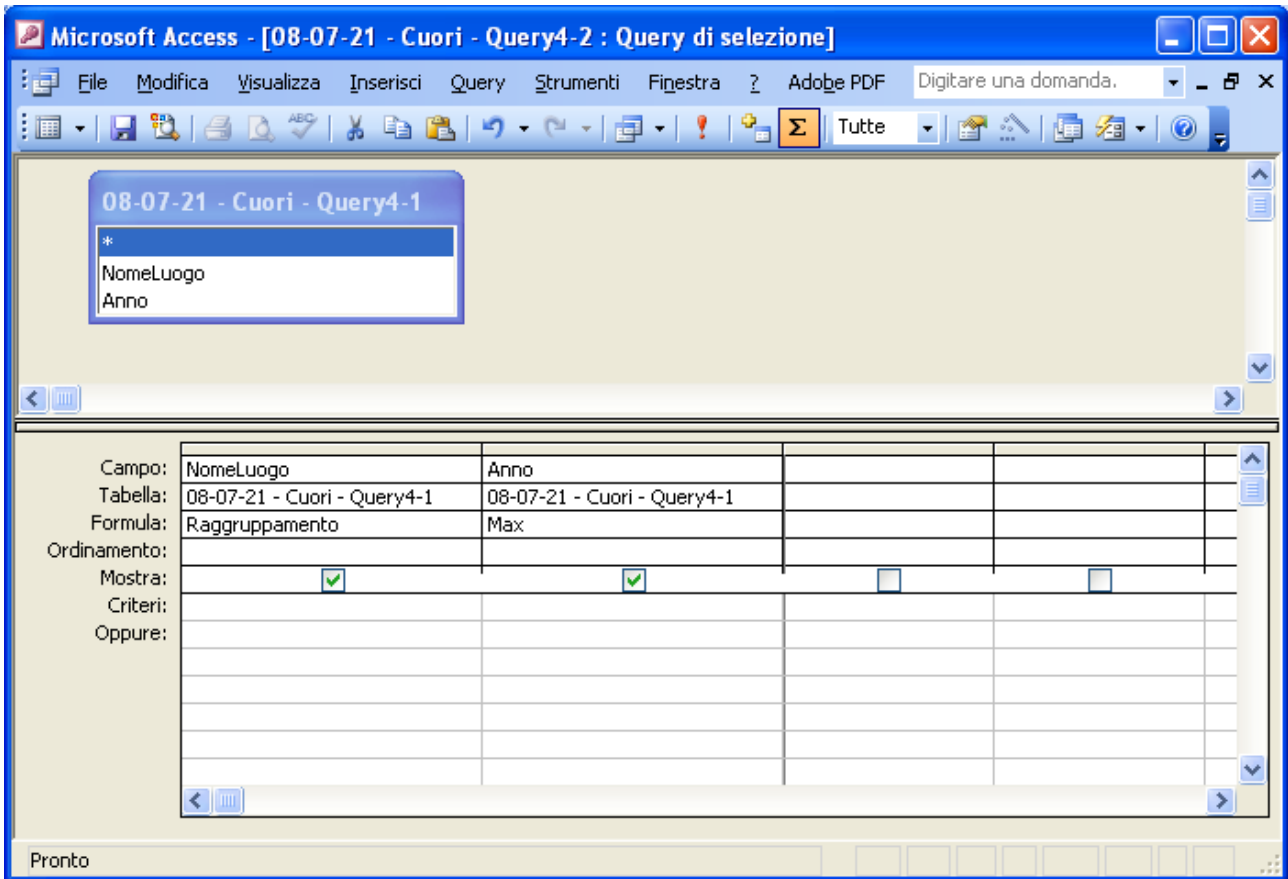 Microsoft Access - [08-07-21 - Cuori - Query4-2 : Query di selezione]
File Modifica Visualizza Inserisci Query Strumenti Finestra ? Adobe PDF Digitare una domanda.
ABC Σ Tutte
08-07-21 - Cuori - Query4-1
*
NomeLuogo
Anno
Campo: NomeLuogo Anno
Tabella: 08-07-21 - Cuori - Query4-1 08-07-21 - Cuori - Query4-1
Formula: Raggruppamento Max
Ordinamento:
Mostra:
Criteri:
Oppure:
Pronto